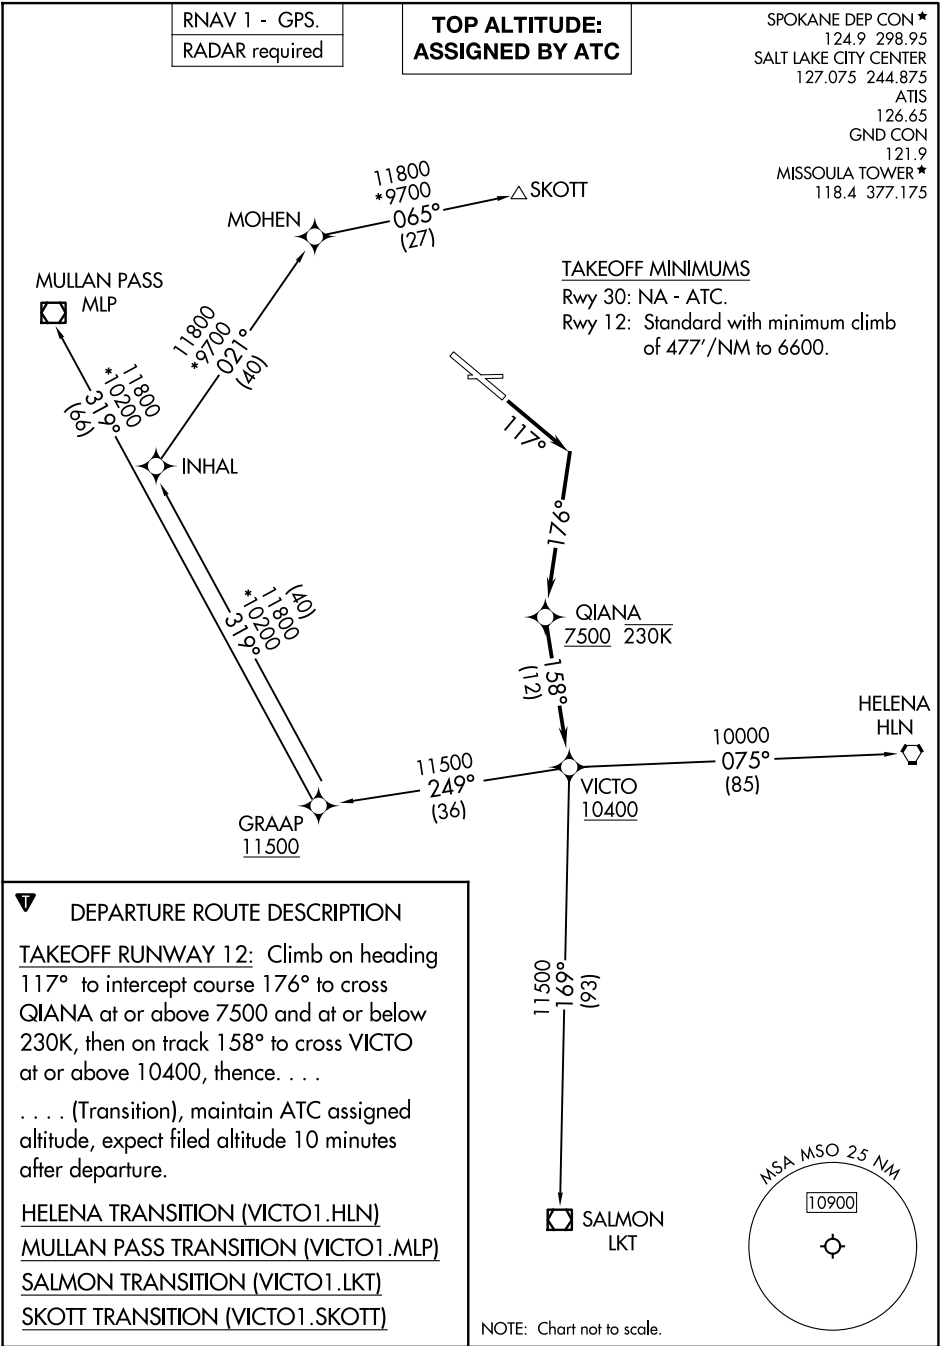 RNAV 1 - GPS.
RADAR required
TOP ALTITUDE:
ASSIGNED BY ATC
SPOKANE DEP CON ★
124.9 298.95
SALT LAKE CITY CENTER
127.075 244.875
ATIS
126.65
GND CON
121.9
MISSOULA TOWER ★
118.4 377.175
11800
*9700
065°
(27)
SKOTT
MOHEN
MULLAN PASS
MLP
11800
*9700
021°
(40)
TAKEOFF MINIMUMS
Rwy 30: NA - ATC.
Rwy 12: Standard with minimum climb
of 477'/NM to 6600.
11800
*10200
319°
(66)
117°
INHAL
176°
(40)
11800
*10200
319°
QIANA
7500 230K
158°
(12)
HELENA
HLN
11500
249°
(36)
10000
075°
(85)
VICTO
10400
GRAAP
11500
11500
169°
(93)
T
DEPARTURE ROUTE DESCRIPTION
TAKEOFF RUNWAY 12: Climb on heading
117° to intercept course 176° to cross
QIANA at or above 7500 and at or below
230K, then on track 158° to cross VICTO
at or above 10400, thence. . . .
. . . . (Transition), maintain ATC assigned
altitude, expect filed altitude 10 minutes
after departure.
HELENA TRANSITION (VICTO1.HLN)
MULLAN PASS TRANSITION (VICTO1.MLP)
SALMON TRANSITION (VICTO1.LKT)
SKOTT TRANSITION (VICTO1.SKOTT)
SALMON
LKT
MSA MSO 25 NM
10900
NOTE: Chart not to scale.